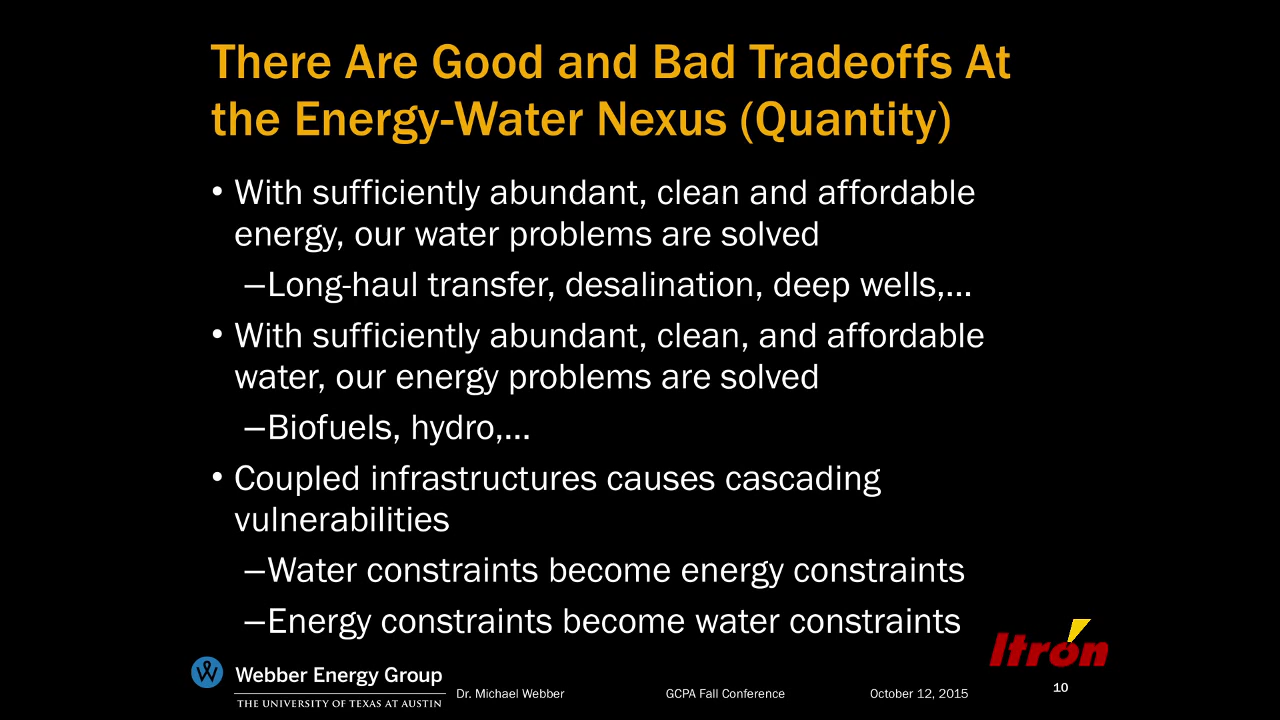 There Are Good and Bad Tradeoffs At
the Energy-Water Nexus (Quantity)
• With sufficiently abundant, clean and affordable
energy, our water problems are solved
–Long-haul transfer, desalination, deep wells,...
• With sufficiently abundant, clean, and affordable
water, our energy problems are solved
–Biofuels, hydro,...
• Coupled infrastructures causes cascading
vulnerabilities
–Water constraints become energy constraints
–Energy constraints become water constraints
Itron
W Webber Energy Group
THE UNIVERSITY OF TEXAS AT AUSTIN
Dr. Michael Webber GCPA Fall Conference October 12, 2015 10